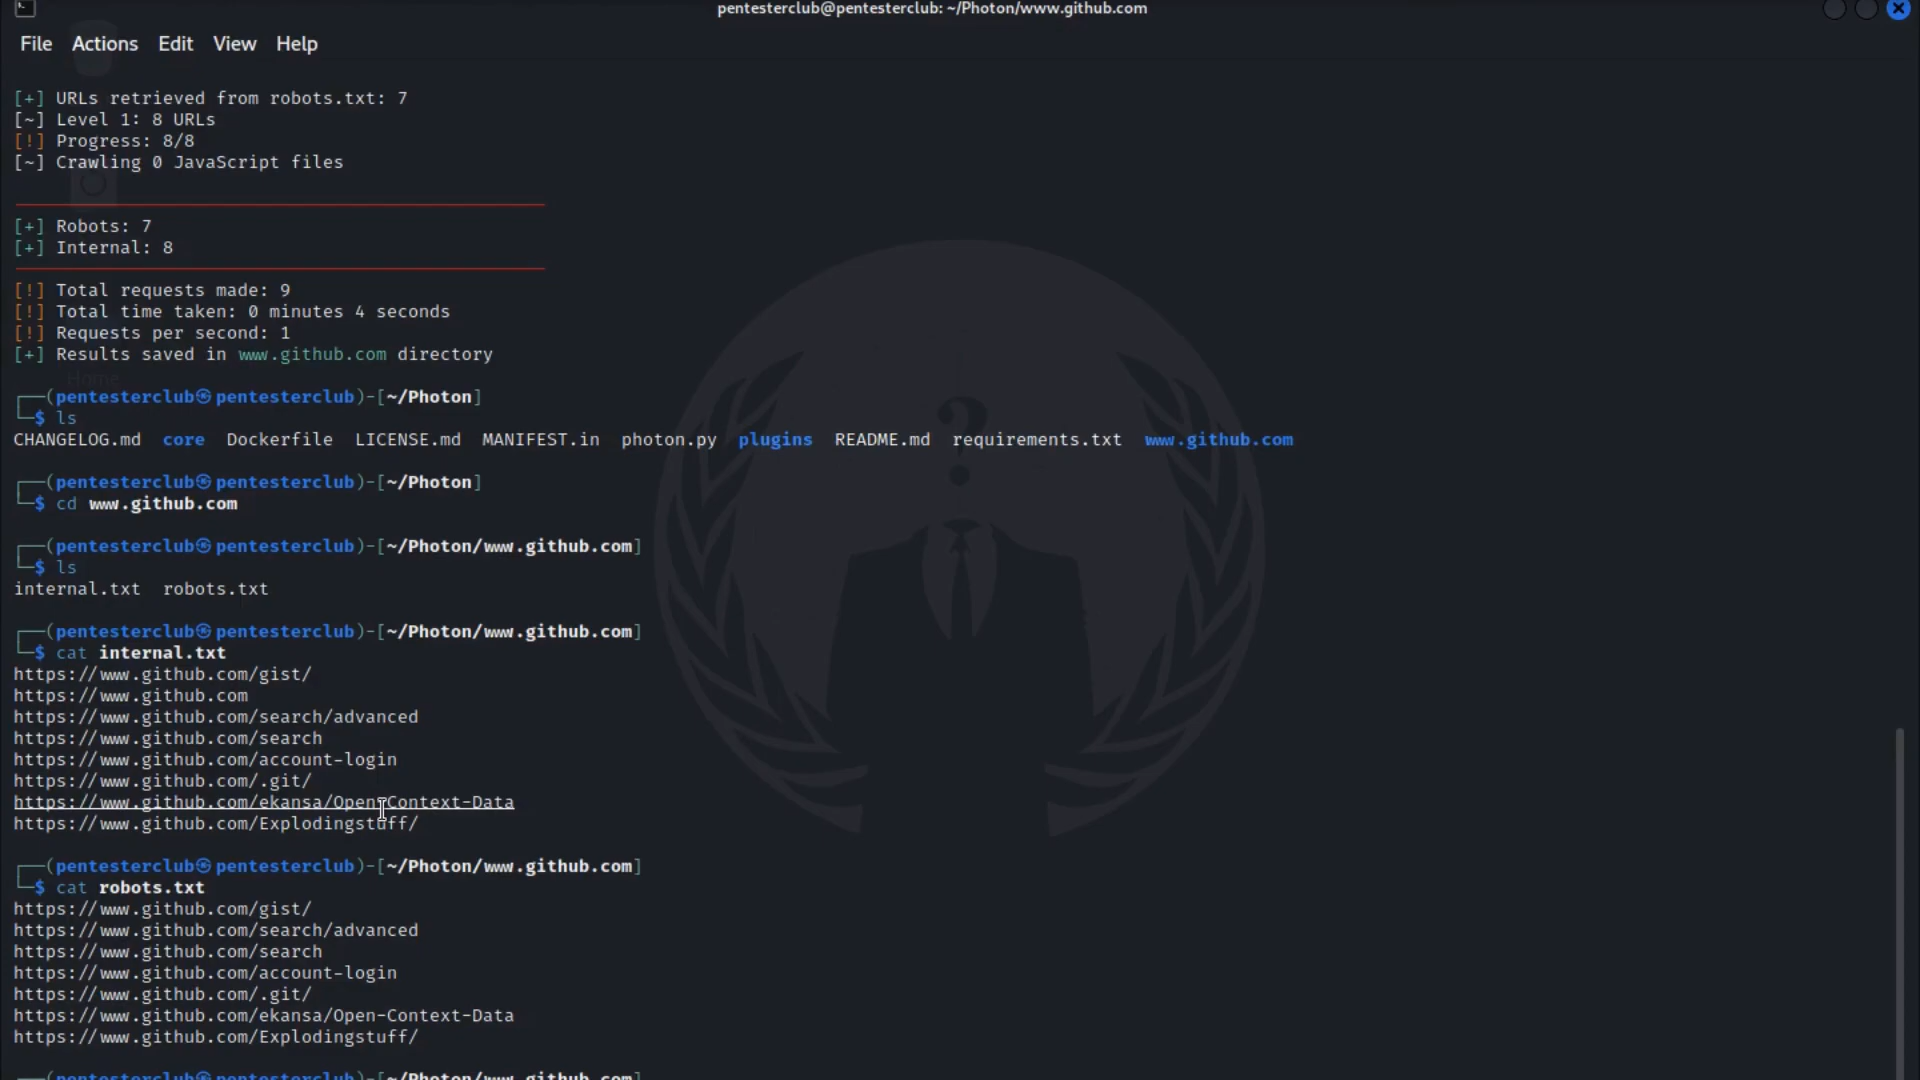 pentesterclub@pentesterclub: ~/Photon/www.github.com
File Actions Edit View Help
[+] URLs retrieved from robots.txt: 7
[~] Level 1: 8 URLs
[!] Progress: 8/8
[~] Crawling 0 JavaScript files
[+] Robots: 7
[+] Internal: 8
[!] Total requests made: 9
[!] Total time taken: 0 minutes 4 seconds
[!] Requests per second: 1
[+] Results saved in www.github.com directory
Home
┌──(pentesterclub㉿pentesterclub)-[~/Photon]
└─$ ls
CHANGELOG.md core Dockerfile LICENSE.md MANIFEST.in photon.py plugins README.md requirements.txt www.github.com
┌──(pentesterclub㉿pentesterclub)-[~/Photon]
└─$ cd www.github.com
┌──(pentesterclub㉿pentesterclub)-[~/Photon/www.github.com]
└─$ ls
internal.txt robots.txt
┌──(pentesterclub㉿pentesterclub)-[~/Photon/www.github.com]
└─$ cat internal.txt
https://www.github.com/gist/
https://www.github.com
https://www.github.com/search/advanced
https://www.github.com/search
https://www.github.com/account-login
https://www.github.com/.git/
https://www.github.com/ekansa/Open-Context-Data
https://www.github.com/Explodingstuff/
┌──(pentesterclub㉿pentesterclub)-[~/Photon/www.github.com]
└─$ cat robots.txt
https://www.github.com/gist/
https://www.github.com/search/advanced
https://www.github.com/search
https://www.github.com/account-login
https://www.github.com/.git/
https://www.github.com/ekansa/Open-Context-Data
https://www.github.com/Explodingstuff/
┌──(pentesterclub㉿pentesterclub)-[~/Photon/www.github.com]